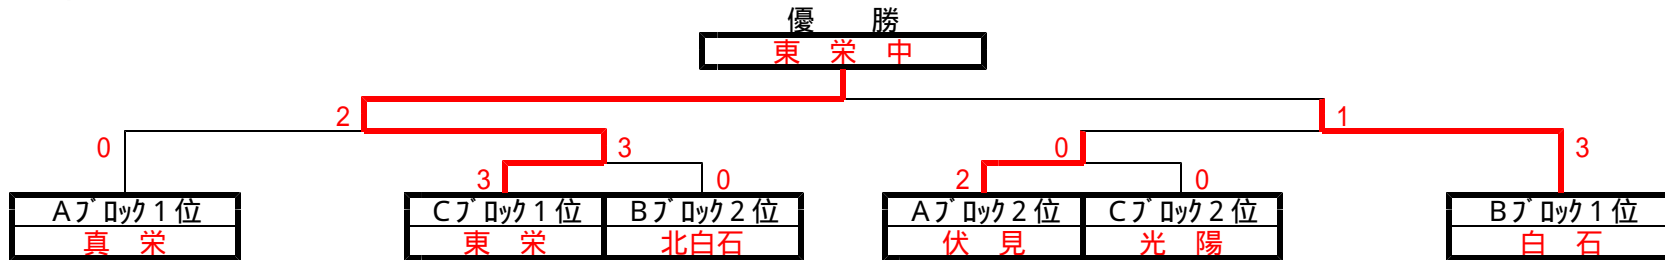 優 勝
東 栄 中
2 1
0 3 0 3
3 0 2 0
Aブロック1位 Cブロック1位 Bブロック2位 Aブロック2位 Cブロック2位 Bブロック1位
真 栄 東 栄 北白石 伏 見 光 陽 白 石